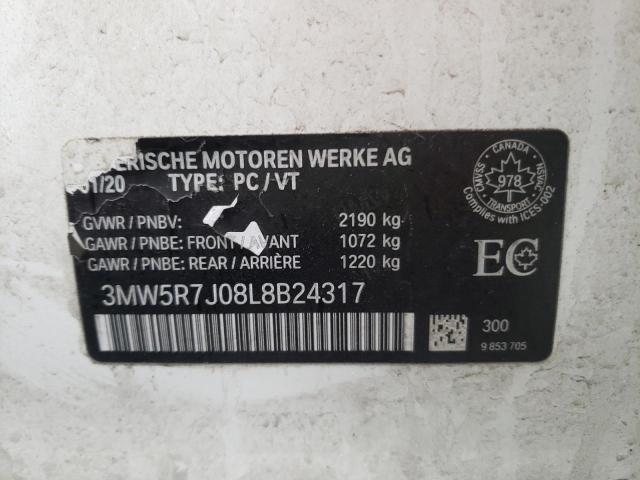 ERISCHE MOTOREN WERKE AG
01/20 TYPE: PC / VT
GVWR / PNBV: 2190 kg
GAWR / PNBE: FRONT / AVANT 1072 kg
GAWR / PNBE: REAR / ARRIÈRE 1220 kg
3MW5R7J08L8B24317
CANADA
CMVSS NSVAC
978
TRANSPORT
Complies with ICES-002
EC
300
9 853 705